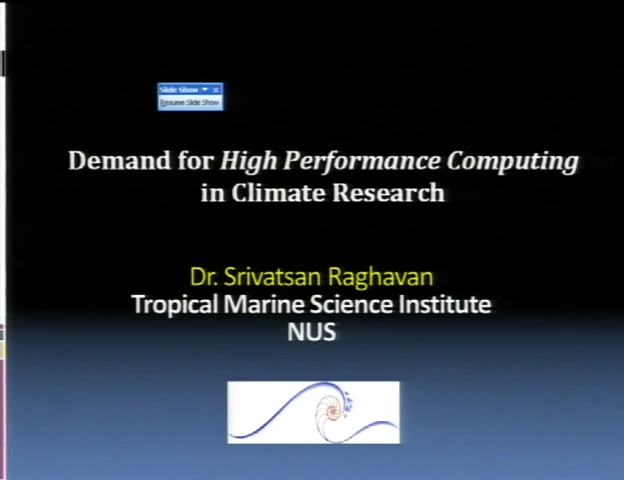 Slide Show
Resume Slide Show
Demand for High Performance Computing
in Climate Research
Dr. Srivatsan Raghavan
Tropical Marine Science Institute
NUS